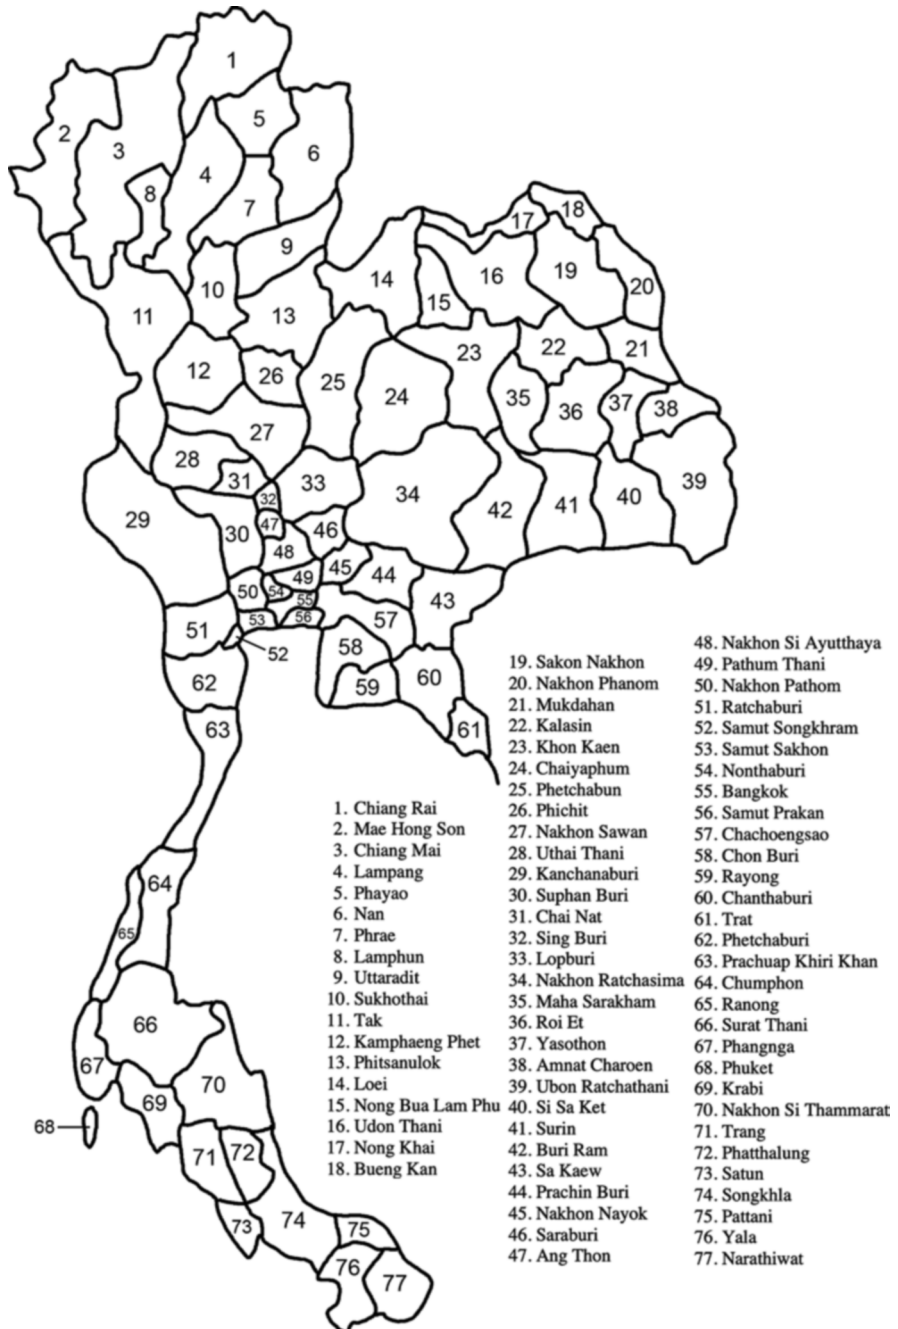 1
2
3
4
5
6
7
8
9
10
11
12
13
14
15
16
17
18
19
20
21
22
23
24
25
26
27
28
29
30
31
32
33
34
35
36
37
38
39
40
41
42
43
44
45
46
47
48
49
50
51
52
53
54
55
56
57
58
59
60
61
62
63
64
65
66
67
68
69
70
71
72
73
74
75
76
77
1. Chiang Rai
2. Mae Hong Son
3. Chiang Mai
4. Lampang
5. Phayao
6. Nan
7. Phrae
8. Lamphun
9. Uttaradit
10. Sukhothai
11. Tak
12. Kamphaeng Phet
13. Phitsanulok
14. Loei
15. Nong Bua Lam Phu
16. Udon Thani
17. Nong Khai
18. Bueng Kan
19. Sakon Nakhon
20. Nakhon Phanom
21. Mukdahan
22. Kalasin
23. Khon Kaen
24. Chaiyaphum
25. Phetchabun
26. Phichit
27. Nakhon Sawan
28. Uthai Thani
29. Kanchanaburi
30. Suphan Buri
31. Chai Nat
32. Sing Buri
33. Lopburi
34. Nakhon Ratchasima
35. Maha Sarakham
36. Roi Et
37. Yasothon
38. Amnat Charoen
39. Ubon Ratchathani
40. Si Sa Ket
41. Surin
42. Buri Ram
43. Sa Kaew
44. Prachin Buri
45. Nakhon Nayok
46. Saraburi
47. Ang Thon
48. Nakhon Si Ayutthaya
49. Pathum Thani
50. Nakhon Pathom
51. Ratchaburi
52. Samut Songkhram
53. Samut Sakhon
54. Nonthaburi
55. Bangkok
56. Samut Prakan
57. Chachoengsao
58. Chon Buri
59. Rayong
60. Chanthaburi
61. Trat
62. Phetchaburi
63. Prachuap Khiri Khan
64. Chumphon
65. Ranong
66. Surat Thani
67. Phangnga
68. Phuket
69. Krabi
70. Nakhon Si Thammarat
71. Trang
72. Phatthalung
73. Satun
74. Songkhla
75. Pattani
76. Yala
77. Narathiwat